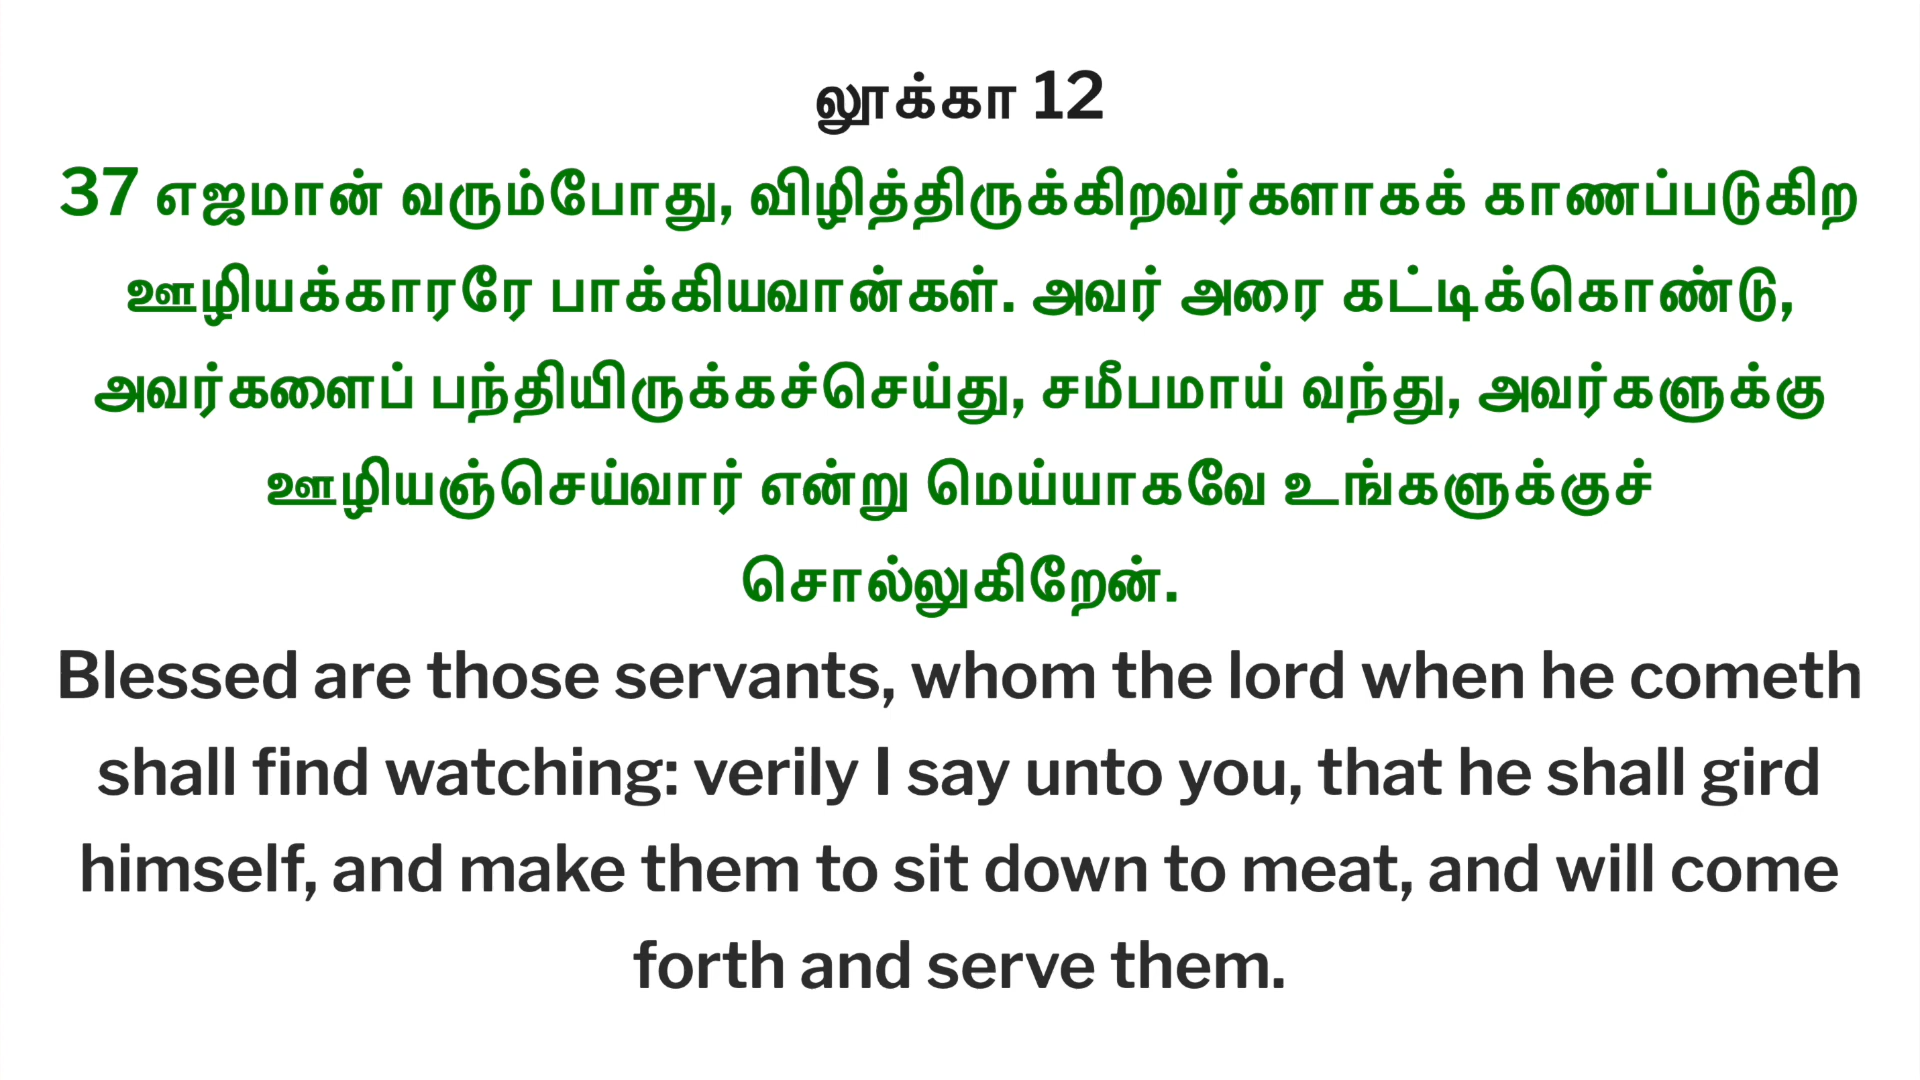 லூக்கா 12
37 எஜமான் வரும்போது, விழித்திருக்கிறவர்களாகக் காணப்படுகிற
ஊழியக்காரரே பாக்கியவான்கள். அவர் அரை கட்டிக்கொண்டு,
அவர்களைப் பந்தியிருக்கச்செய்து, சமீபமாய் வந்து, அவர்களுக்கு
ஊழியஞ்செய்வார் என்று மெய்யாகவே உங்களுக்குச்
சொல்லுகிறேன்.
Blessed are those servants, whom the lord when he cometh
shall find watching: verily I say unto you, that he shall gird
himself, and make them to sit down to meat, and will come
forth and serve them.